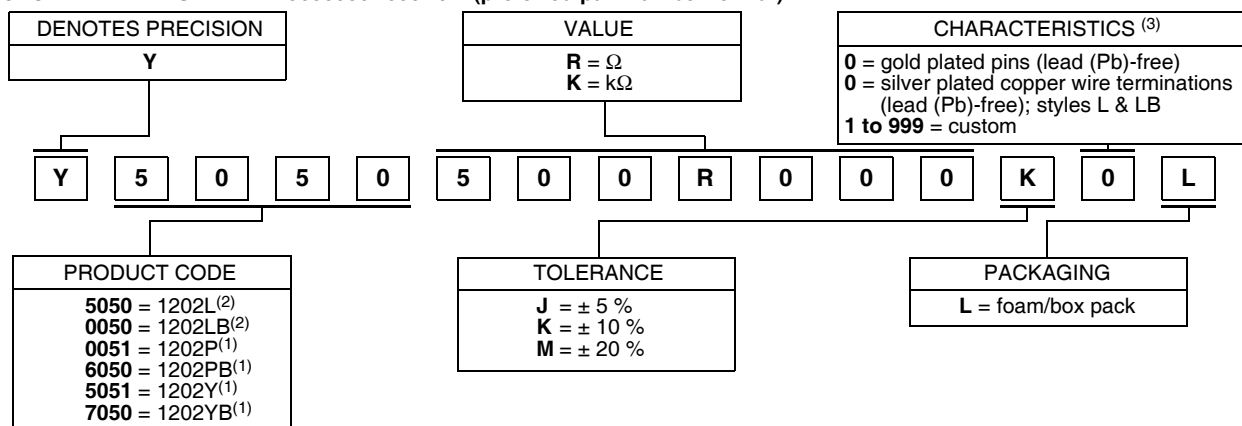 DENOTES PRECISION
Y
VALUE
R = Ω
K = kΩ
CHARACTERISTICS (3)
0 = gold plated pins (lead (Pb)-free)
0 = silver plated copper wire terminations
(lead (Pb)-free); styles L & LB
1 to 999 = custom
Y 5 0 5 0 5 0 0 R 0 0 0 K 0 L
PRODUCT CODE
5050 = 1202L(2)
0050 = 1202LB(2)
0051 = 1202P(1)
6050 = 1202PB(1)
5051 = 1202Y(1)
7050 = 1202YB(1)
TOLERANCE
J = ± 5 %
K = ± 10 %
M = ± 20 %
PACKAGING
L = foam/box pack